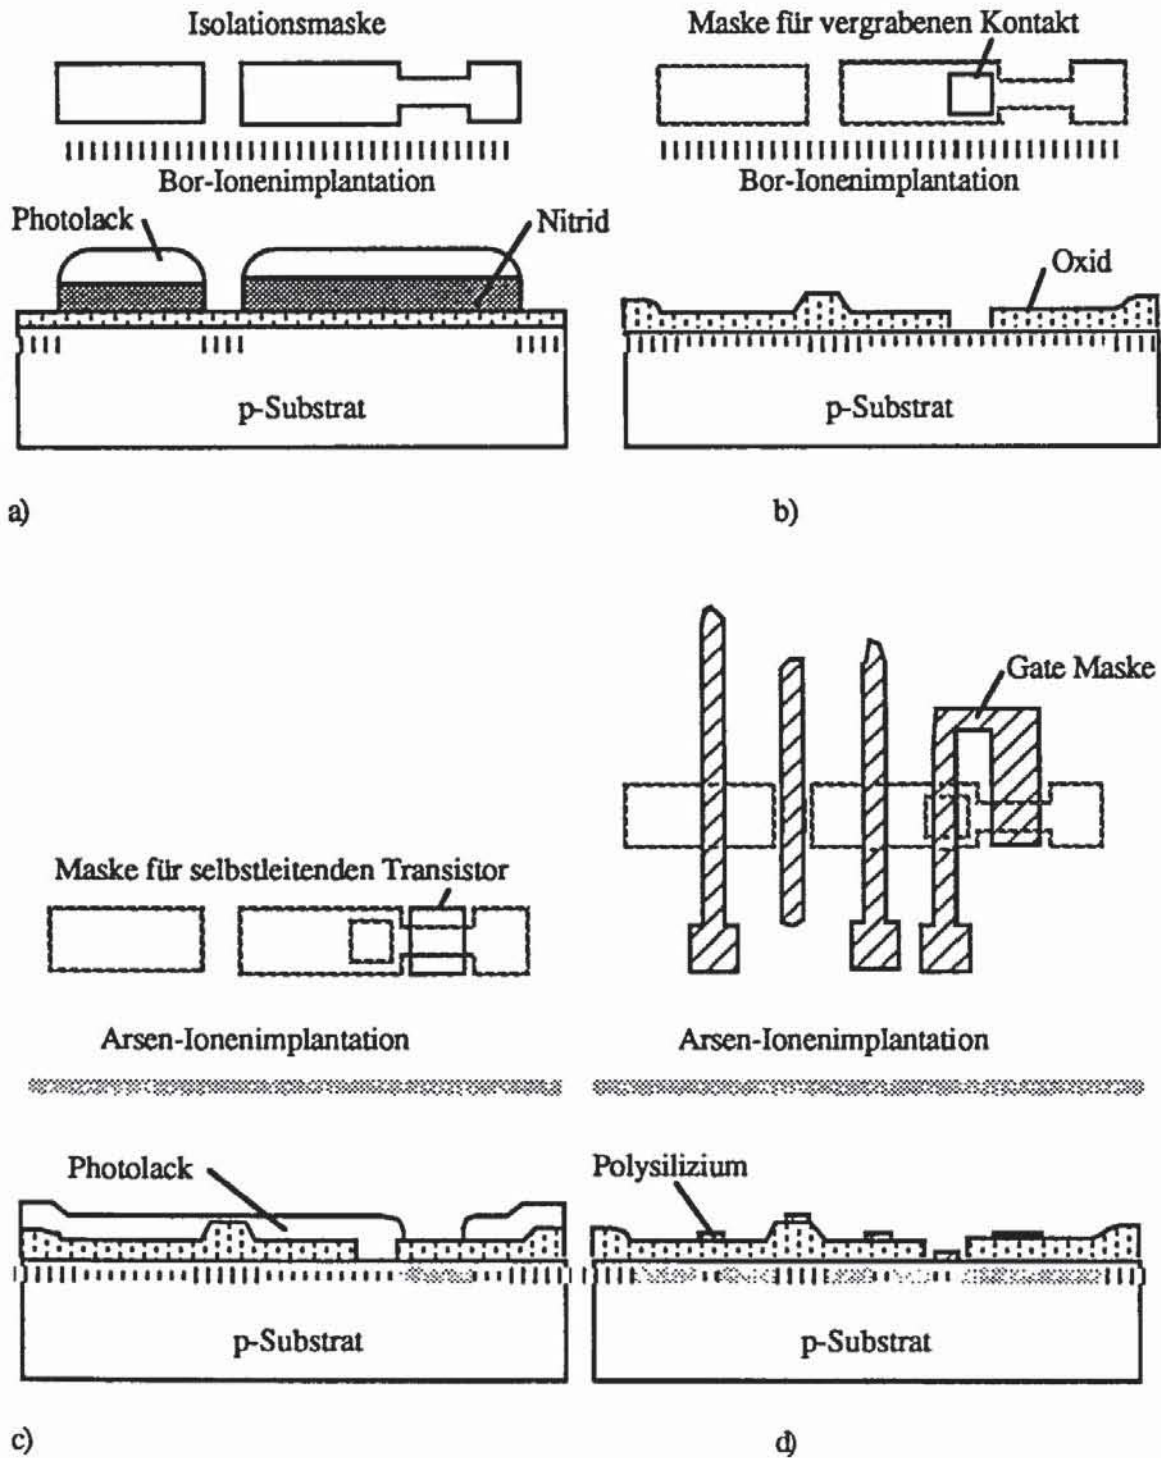 Isolationsmaske
Bor-Ionenimplantation
Photolack
Nitrid
p-Substrat
a)
Maske für vergrabenen Kontakt
Bor-Ionenimplantation
Oxid
p-Substrat
b)
Maske für selbstleitenden Transistor
Arsen-Ionenimplantation
Photolack
p-Substrat
c)
Gate Maske
Arsen-Ionenimplantation
Polysilizium
p-Substrat
d)